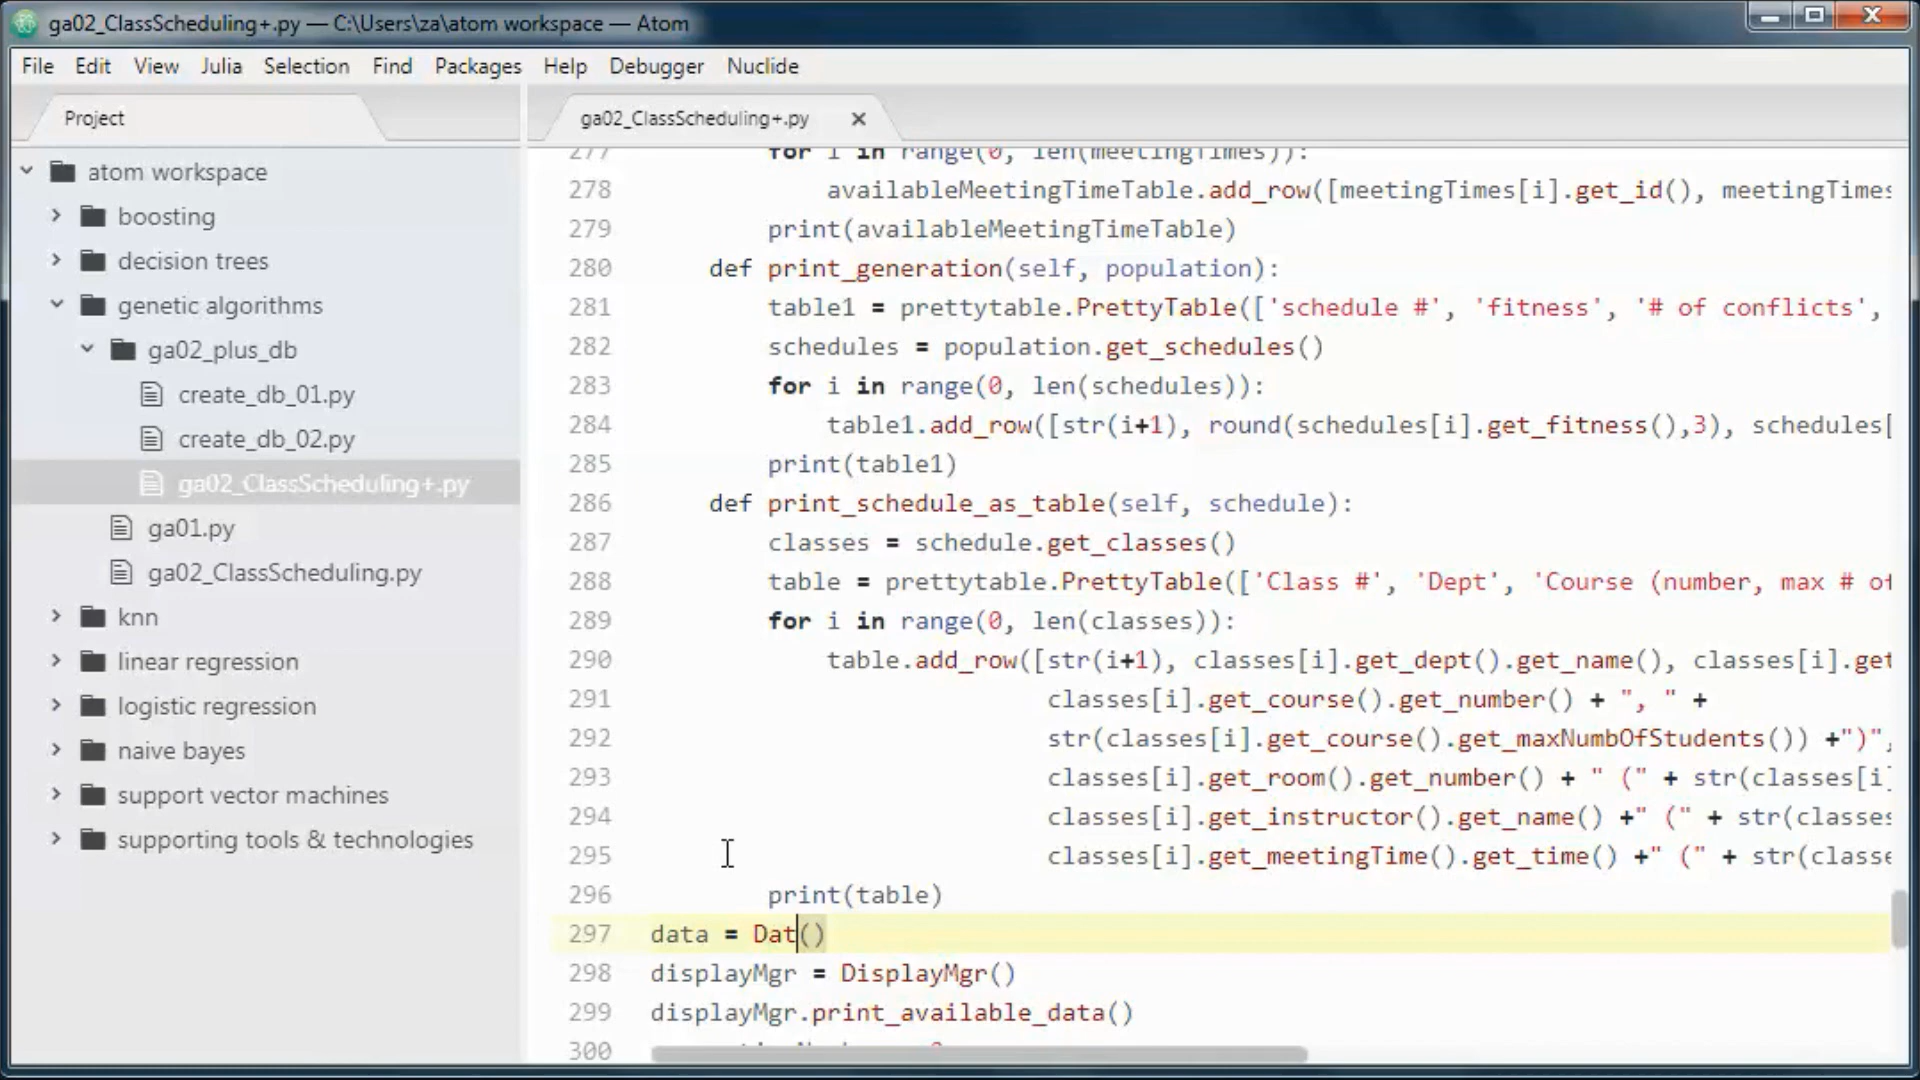 ga02_ClassScheduling+.py — C:\Users\za\atom workspace — Atom
File Edit View Julia Selection Find Packages Help Debugger Nuclide
Project
ga02_ClassScheduling+.py
atom workspace
boosting
decision trees
genetic algorithms
ga02_plus_db
create_db_01.py
create_db_02.py
ga02_ClassScheduling+.py
ga01.py
ga02_ClassScheduling.py
knn
linear regression
logistic regression
naive bayes
support vector machines
supporting tools & technologies
277 for i in range(0, len(meetingTimes)):
278 availableMeetingTimeTable.add_row([meetingTimes[i].get_id(), meetingTimes
279 print(availableMeetingTimeTable)
280 def print_generation(self, population):
281 table1 = prettytable.PrettyTable(['schedule #', 'fitness', '# of conflicts',
282 schedules = population.get_schedules()
283 for i in range(0, len(schedules)):
284 table1.add_row([str(i+1), round(schedules[i].get_fitness(),3), schedules[
285 print(table1)
286 def print_schedule_as_table(self, schedule):
287 classes = schedule.get_classes()
288 table = prettytable.PrettyTable(['Class #', 'Dept', 'Course (number, max # of
289 for i in range(0, len(classes)):
290 table.add_row([str(i+1), classes[i].get_dept().get_name(), classes[i].get
291 classes[i].get_course().get_number() + ", " +
292 str(classes[i].get_course().get_maxNumbOfStudents()) +")",
293 classes[i].get_room().get_number() + " (" + str(classes[i]
294 classes[i].get_instructor().get_name() +" (" + str(classes
295 classes[i].get_meetingTime().get_time() +" (" + str(classe
296 print(table)
297 data = Dat()
298 displayMgr = DisplayMgr()
299 displayMgr.print_available_data()
300